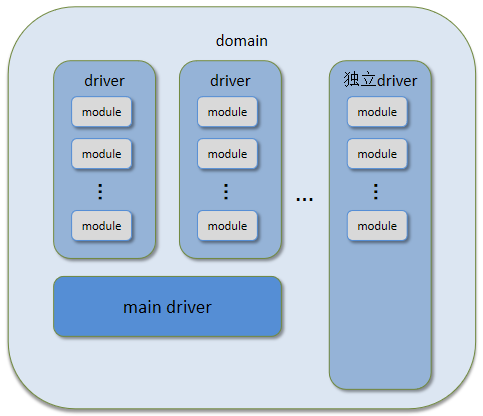 domain
driver
module
module
⋮
module
driver
module
module
⋮
module
...
独立driver
module
module
⋮
module
main driver